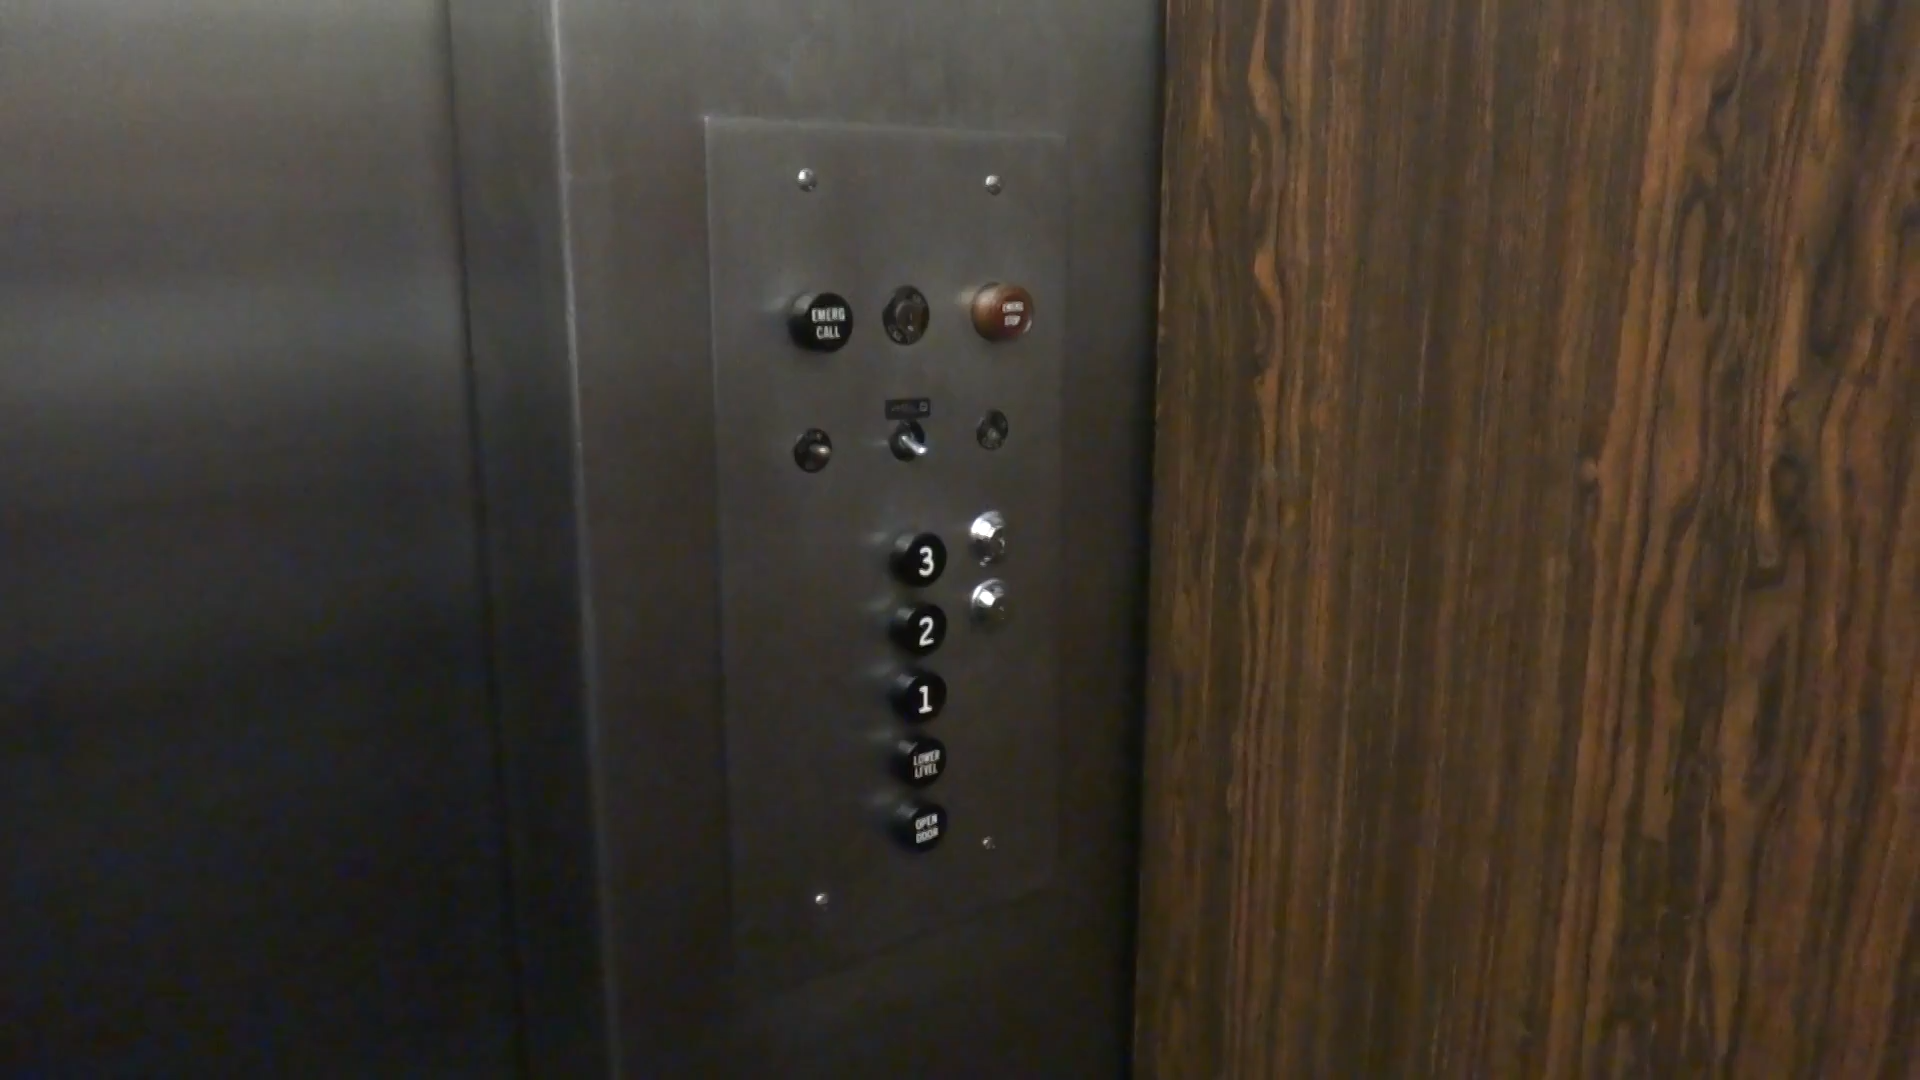 EMERG
CALL
EMERG
STOP
3
2
1
LOWER
LEVEL
OPEN
DOOR